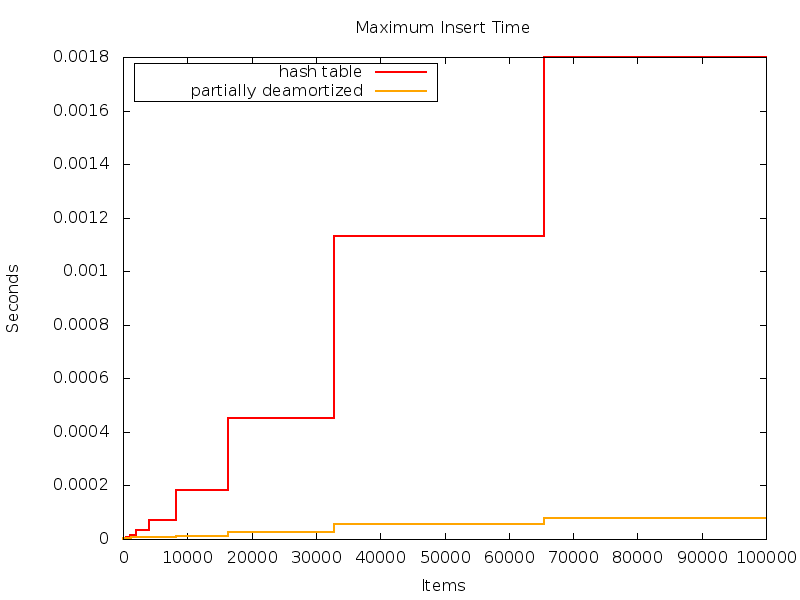 Maximum Insert Time
hash table
partially deamortized
0.0018
0.0016
0.0014
0.0012
0.001
0.0008
0.0006
0.0004
0.0002
0
Seconds
0 10000 20000 30000 40000 50000 60000 70000 80000 90000 100000
Items